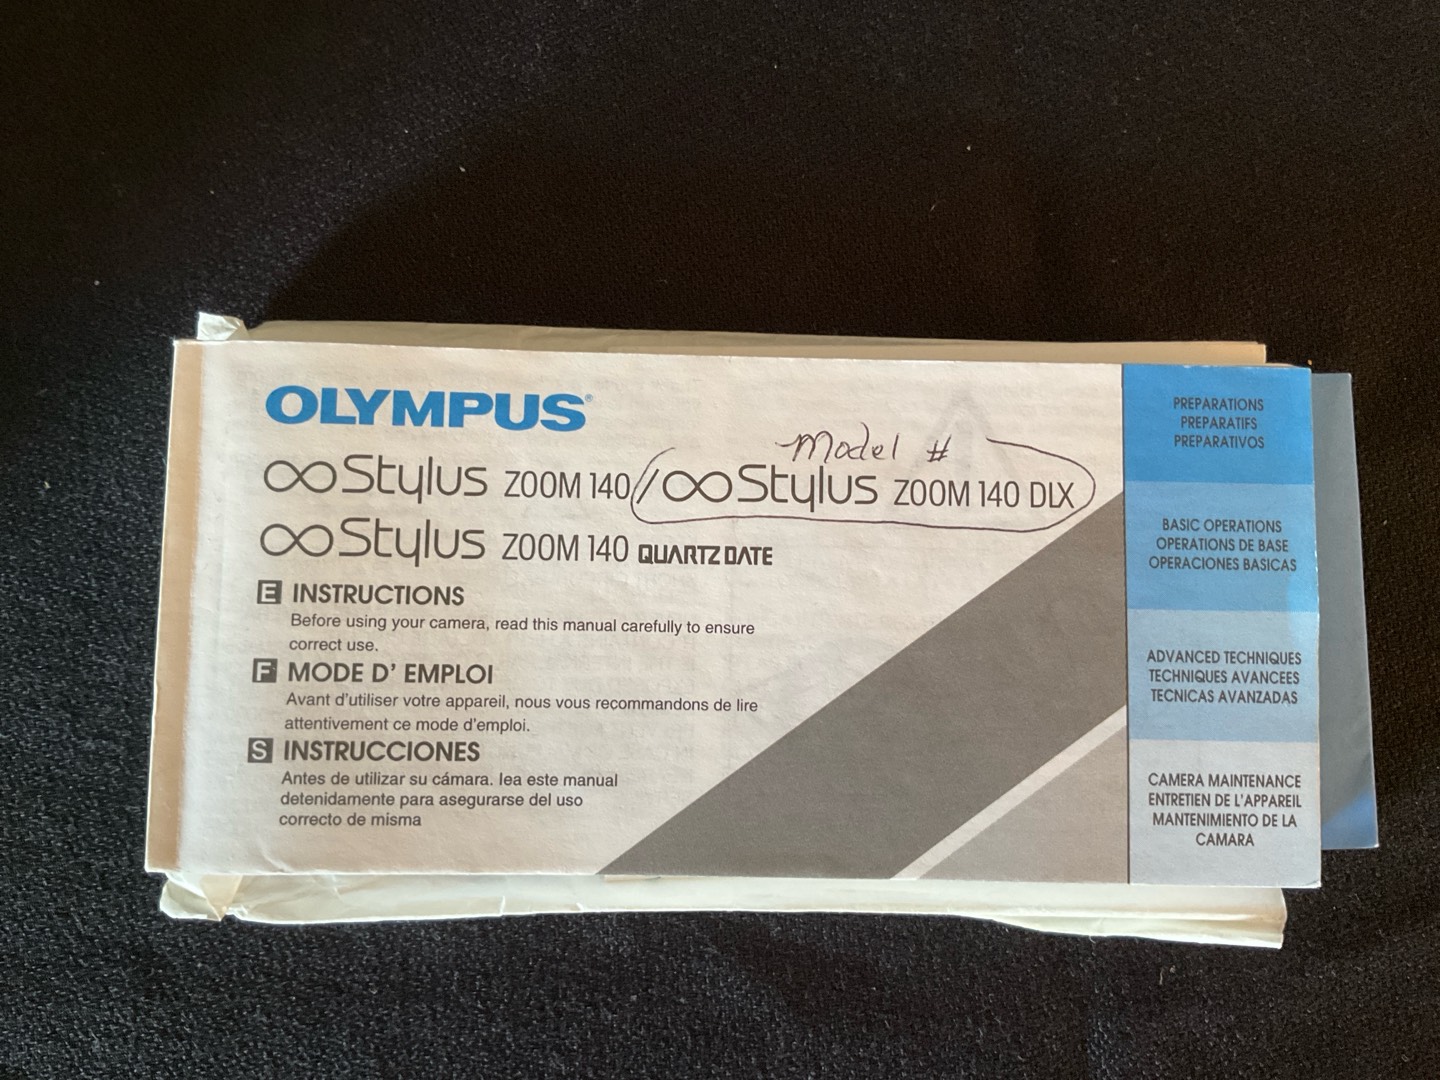 OLYMPUS®
Model #
∞Stylus ZOOM 140/∞Stylus ZOOM 140 DLX
∞Stylus ZOOM 140 QUARTZ DATE
E INSTRUCTIONS
Before using your camera, read this manual carefully to ensure
correct use.
F MODE D' EMPLOI
Avant d'utiliser votre appareil, nous vous recommandons de lire
attentivement ce mode d'emploi.
S INSTRUCCIONES
Antes de utilizar su cámara. lea este manual
detenidamente para asegurarse del uso
correcto de misma
PREPARATIONS
PREPARATIFS
PREPARATIVOS
BASIC OPERATIONS
OPERATIONS DE BASE
OPERACIONES BASICAS
ADVANCED TECHNIQUES
TECHNIQUES AVANCEES
TECNICAS AVANZADAS
CAMERA MAINTENANCE
ENTRETIEN DE L'APPAREIL
MANTENIMIENTO DE LA
CAMARA